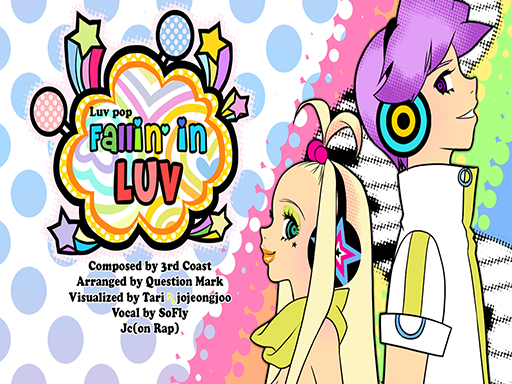 Luv pop
Fallin' in
LUV
Composed by 3rd Coast
Arranged by Question Mark
Visualized by Tari jojeongjoo
Vocal by SoFly
Jc(on Rap)